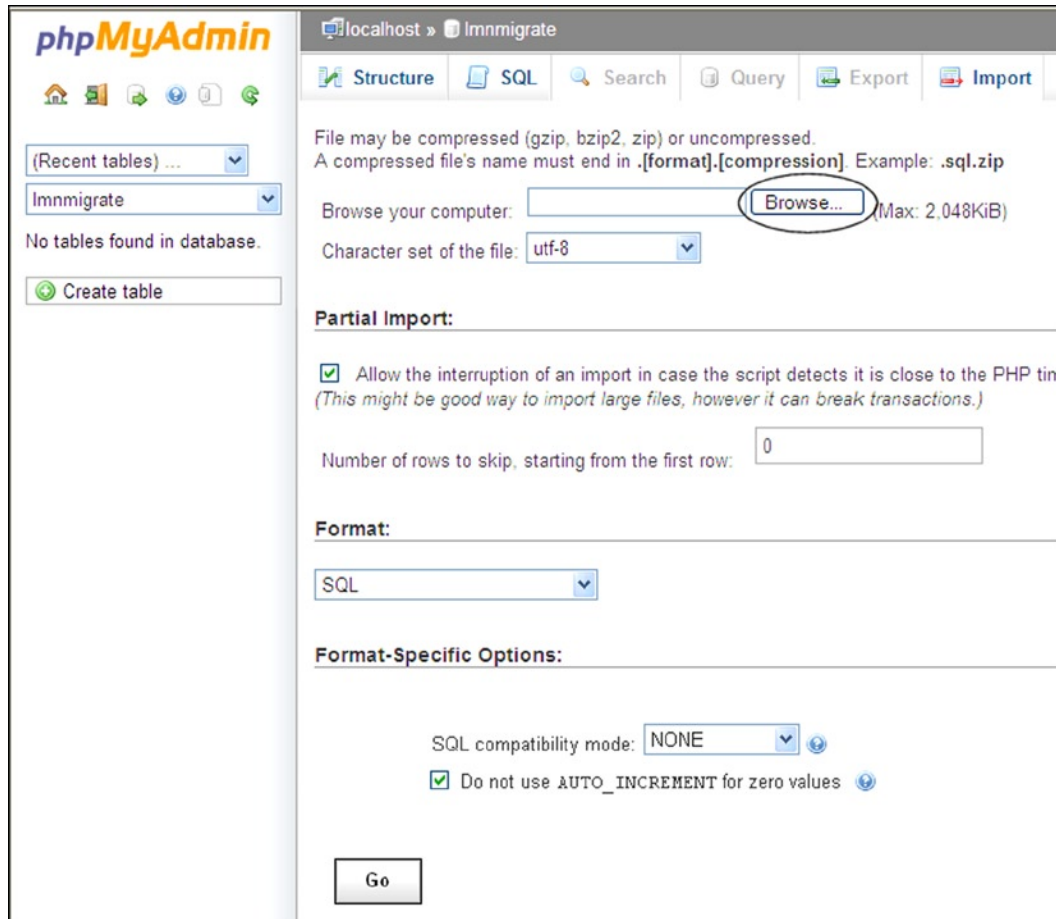 phpMyAdmin
localhost » lmnmigrate
Structure SQL Search Query Export Import
(Recent tables) ...
lmnmigrate
No tables found in database.
Create table
File may be compressed (gzip, bzip2, zip) or uncompressed.
A compressed file's name must end in .[format].[compression]. Example: .sql.zip
Browse your computer: Browse... (Max: 2,048KiB)
Character set of the file: utf-8
Partial Import:
Allow the interruption of an import in case the script detects it is close to the PHP
(This might be good way to import large files, however it can break transactions.)
Number of rows to skip, starting from the first row: 0
Format:
SQL
Format-Specific Options:
SQL compatibility mode: NONE
Do not use AUTO_INCREMENT for zero values
Go